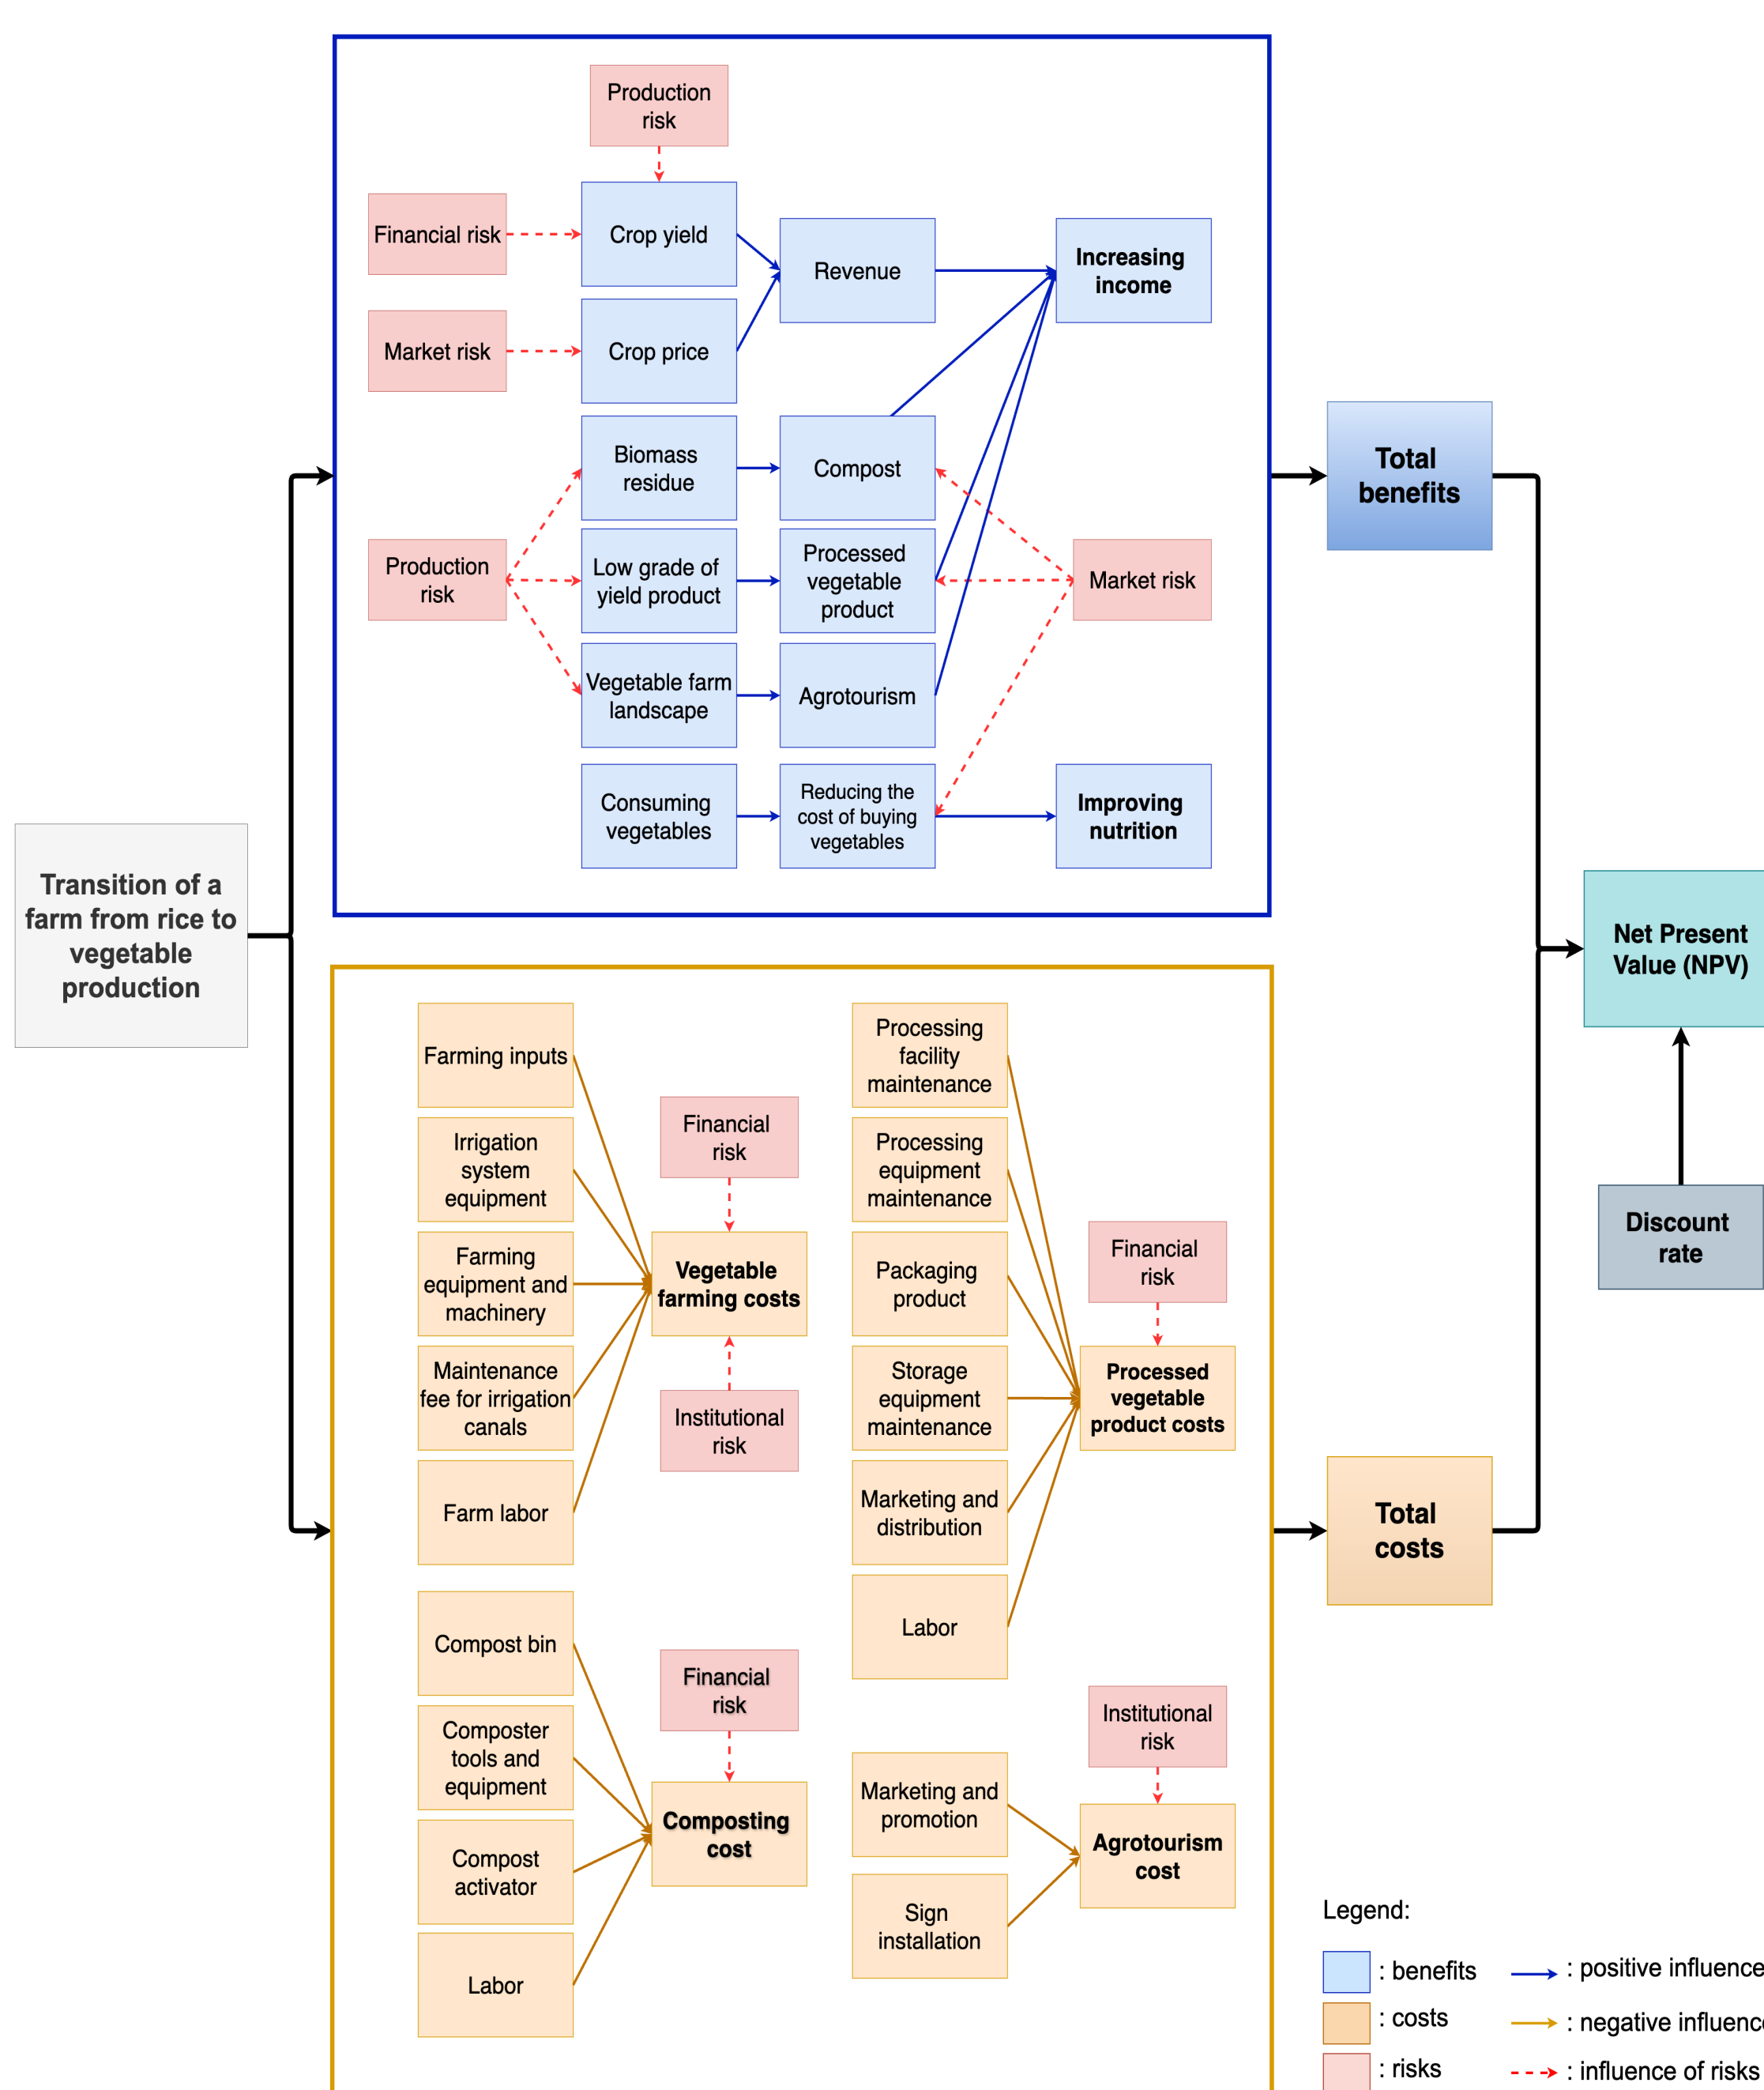 Production
risk
Financial risk
Crop yield
Revenue
Increasing
income
Market risk
Crop price
Biomass
residue
Compost
Production
risk
Low grade of
yield product
Processed
vegetable
product
Market risk
Vegetable farm
landscape
Agrotourism
Consuming
vegetables
Reducing the
cost of buying
vegetables
Improving
nutrition
Total
benefits
Transition of a
farm from rice to
vegetable
production
Net Present
Value (NPV)
Discount
rate
Farming inputs
Irrigation
system
equipment
Farming
equipment and
machinery
Maintenance
fee for irrigation
canals
Farm labor
Financial
risk
Vegetable
farming costs
Institutional
risk
Processing
facility
maintenance
Processing
equipment
maintenance
Packaging
product
Storage
equipment
maintenance
Marketing and
distribution
Labor
Financial
risk
Processed
vegetable
product costs
Total
costs
Compost bin
Composter
tools and
equipment
Compost
activator
Labor
Financial
risk
Composting
cost
Marketing and
promotion
Sign
installation
Institutional
risk
Agrotourism
cost
Legend:
: benefits
: positive influence
: costs
: negative influence
: risks
: influence of risks